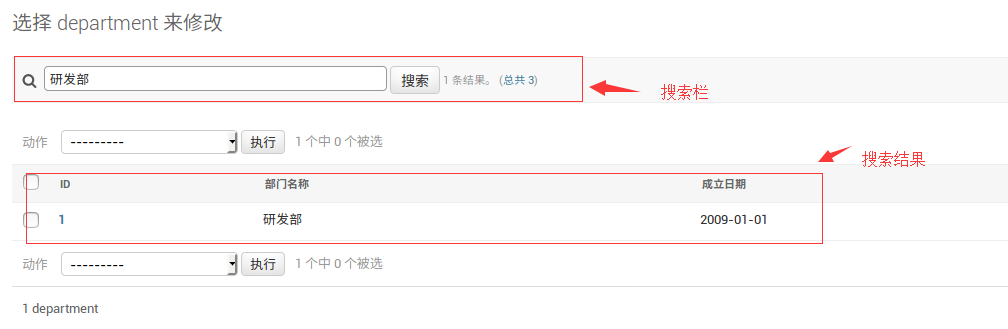 选择 department 来修改
研发部 搜索 1 条结果。 (总共 3)
搜索栏
动作 --------- 执行 1 个中 0 个被选
搜索结果
ID 部门名称 成立日期
1 研发部 2009-01-01
动作 --------- 执行 1 个中 0 个被选
1 department